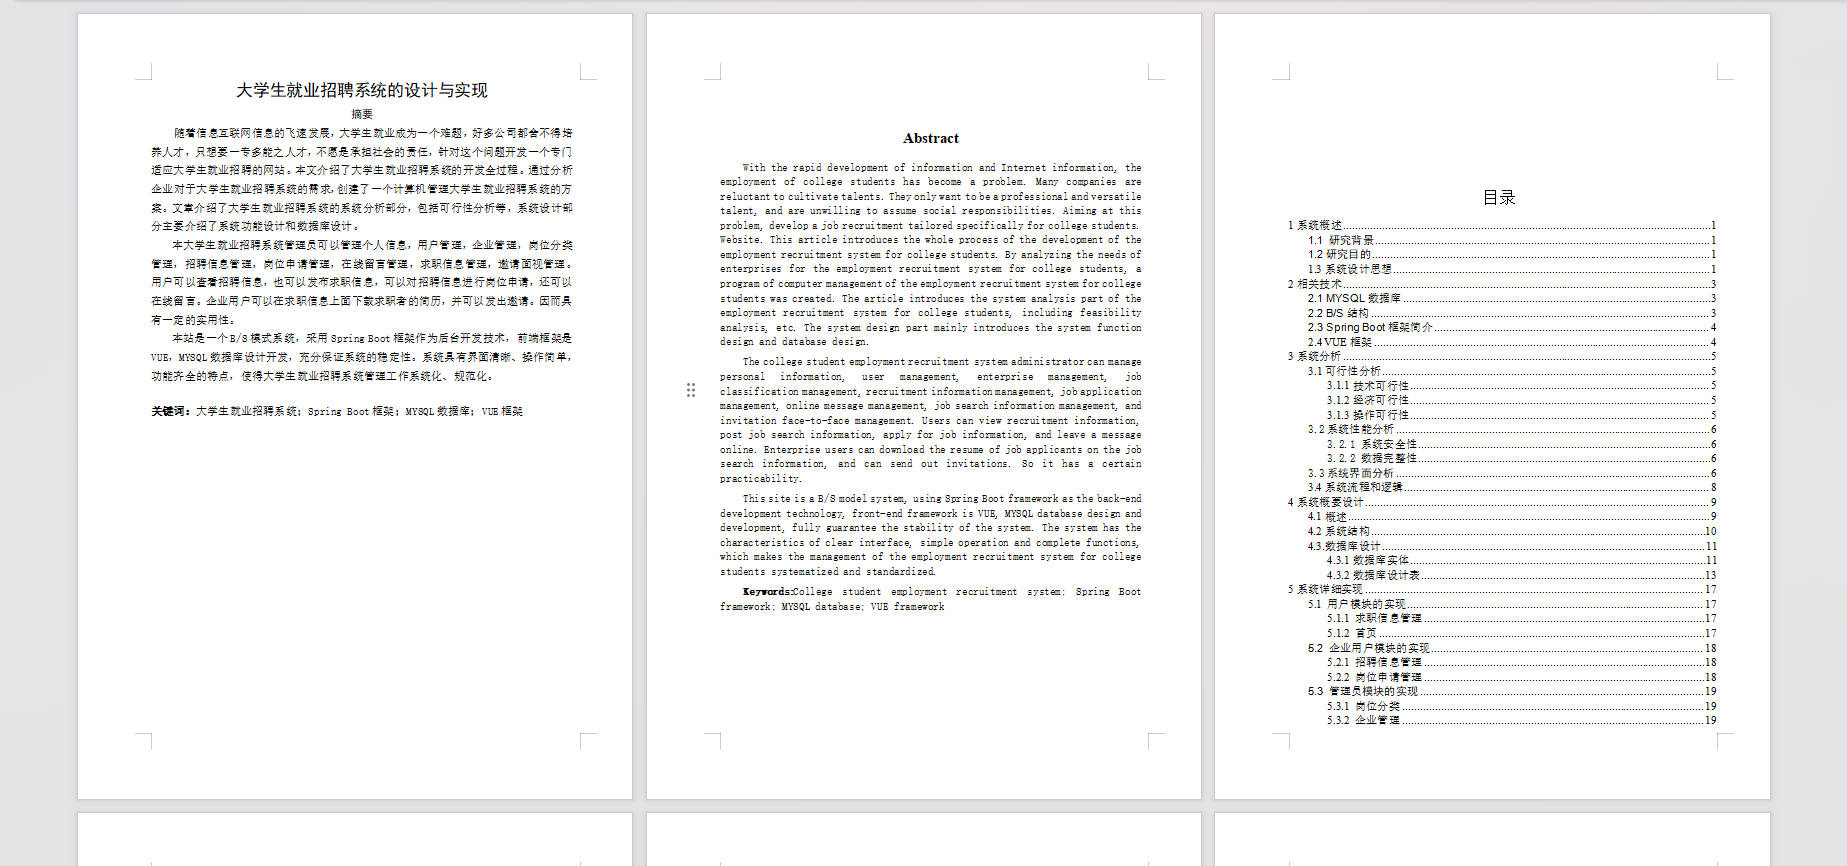 大学生就业招聘系统的设计与实现
摘要
随着信息互联网信息的飞速发展，大学生就业成为一个难题，好多公司都舍不得培
养人才，只想要一专多能之人才，不愿是承担社会的责任，针对这个问题开发一个专门
适应大学生就业招聘的网站。本文介绍了大学生就业招聘系统的开发全过程。通过分析
企业对于大学生就业招聘系统的需求，创建了一个计算机管理大学生就业招聘系统的方
案。文章介绍了大学生就业招聘系统的系统分析部分，包括可行性分析等，系统设计部
分主要介绍了系统功能设计和数据库设计。
本大学生就业招聘系统管理员可以管理个人信息，用户管理，企业管理，岗位分类
管理，招聘信息管理，岗位申请管理，在线留言管理，求职信息管理，邀请面视管理。
用户可以查看招聘信息，也可以发布求职信息，可以对招聘信息进行岗位申请，还可以
在线留言。企业用户可以在求职信息上面下载求职者的简历，并可以发出邀请。因而具
有一定的实用性。
本站是一个B/S模式系统，采用Spring Boot框架作为后台开发技术，前端框架是
VUE，MYSQL数据库设计开发，充分保证系统的稳定性。系统具有界面清晰、操作简单，
功能齐全的特点，使得大学生就业招聘系统管理工作系统化、规范化。
关键词：大学生就业招聘系统；Spring Boot框架；MYSQL数据库；VUE框架
Abstract
With the rapid development of information and Internet information, the
employment of college students has become a problem. Many companies are
reluctant to cultivate talents. They only want to be a professional and versatile
talent, and are unwilling to assume social responsibilities. Aiming at this
problem, develop a job recruitment tailored specifically for college students.
Website. This article introduces the whole process of the development of the
employment recruitment system for college students. By analyzing the needs of
enterprises for the employment recruitment system for college students, a
program of computer management of the employment recruitment system for college
students was created. The article introduces the system analysis part of the
employment recruitment system for college students, including feasibility
analysis, etc. The system design part mainly introduces the system function
design and database design.
The college student employment recruitment system administrator can manage
personal information, user management, enterprise management, job
classification management, recruitment information management, job application
management, online message management, job search information management, and
invitation face-to-face management. Users can view recruitment information,
post job search information, apply for job information, and leave a message
online. Enterprise users can download the resume of job applicants on the job
search information, and can send out invitations. So it has a certain
practicability.
This site is a B/S model system, using Spring Boot framework as the back-end
development technology, front-end framework is VUE, MYSQL database design and
development, fully guarantee the stability of the system. The system has the
characteristics of clear interface, simple operation and complete functions,
which makes the management of the employment recruitment system for college
students systematized and standardized.
Keywords:College student employment recruitment system; Spring Boot
framework; MYSQL database; VUE framework
目录
1 系统概述 1
1.1 研究背景 1
1.2 研究目的 1
1.3 系统设计思想 1
2 相关技术 3
2.1 MYSQL数据库 3
2.2 B/S结构 3
2.3 Spring Boot框架简介 4
2.4 VUE框架 4
3 系统分析 5
3.1 可行性分析 5
3.1.1 技术可行性 5
3.1.2 经济可行性 5
3.1.3 操作可行性 5
3.2 系统性能分析 6
3.2.1 系统安全性 6
3.2.2 数据完整性 6
3.3 系统界面分析 6
3.4 系统流程和逻辑 8
4 系统概要设计 9
4.1 概述 9
4.2 系统结构 10
4.3.数据库设计 11
4.3.1 数据库实体 11
4.3.2 数据库设计表 13
5 系统详细实现 17
5.1 用户模块的实现 17
5.1.1 求职信息管理 17
5.1.2 首页 17
5.2 企业用户模块的实现 18
5.2.1 招聘信息管理 18
5.2.2 岗位申请管理 18
5.3 管理员模块的实现 19
5.3.1 岗位分类 19
5.3.2 企业管理 19